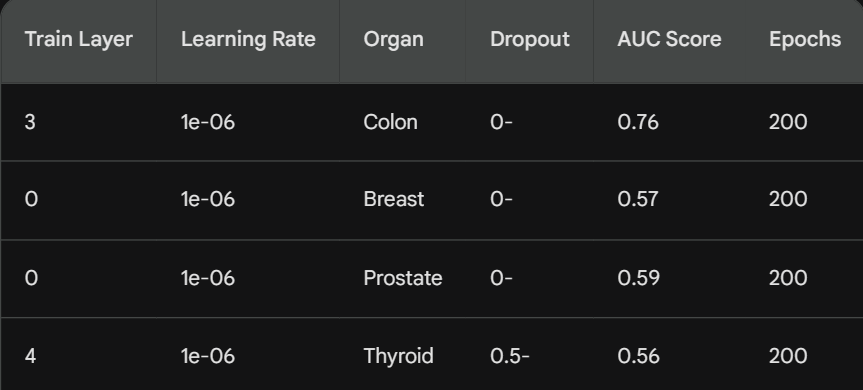 Train Layer Learning Rate Organ Dropout AUC Score Epochs
3 1e-06 Colon 0- 0.76 200
0 1e-06 Breast 0- 0.57 200
0 1e-06 Prostate 0- 0.59 200
4 1e-06 Thyroid 0.5- 0.56 200